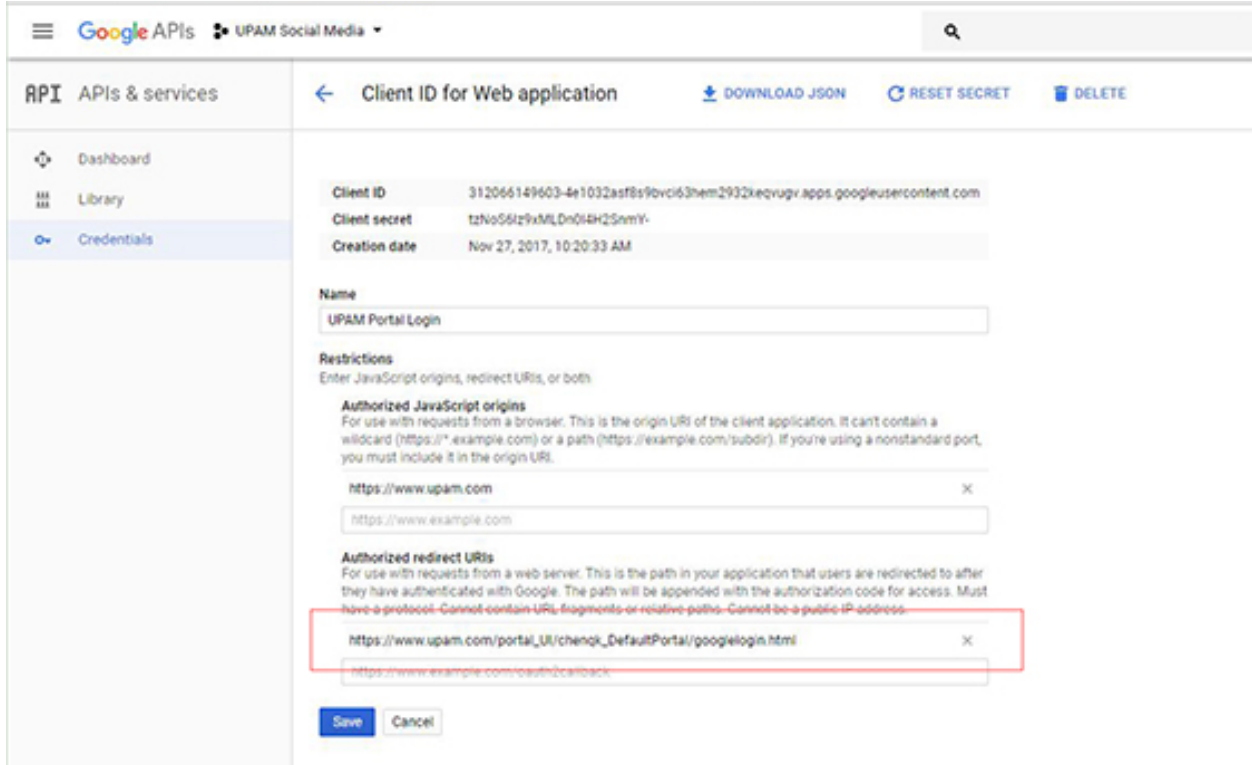 Google APIs UPAM Social Media
API APIs & services
Client ID for Web application DOWNLOAD JSON RESET SECRET DELETE
Dashboard
Library
Credentials
Client ID 312066149603-4e1032asf8s9bvci63hem2932keqvugv.apps.googleusercontent.com
Client secret
Creation date Nov 27, 2017, 10:20:33 AM
Name
UPAM Portal Login
Restrictions
Enter JavaScript origins, redirect URIs, or both
Authorized JavaScript origins
For use with requests from a browser. This is the origin URI of the client application. It can't contain a
wildcard (https://*.example.com) or a path (https://example.com/subdir). If you're using a nonstandard port,
you must include it in the origin URI.
https://www.upam.com
https://www.example.com
Authorized redirect URIs
For use with requests from a web server. This is the path in your application that users are redirected to after
they have authenticated with Google. The path will be appended with the authorization code for access. Must
have a protocol. Cannot contain URL fragments or relative paths. Cannot be a public IP address.
https://www.upam.com/portal_UI/chenqk_DefaultPortal/googlelogin.html
https://www.example.com/oauth2callback
Save Cancel